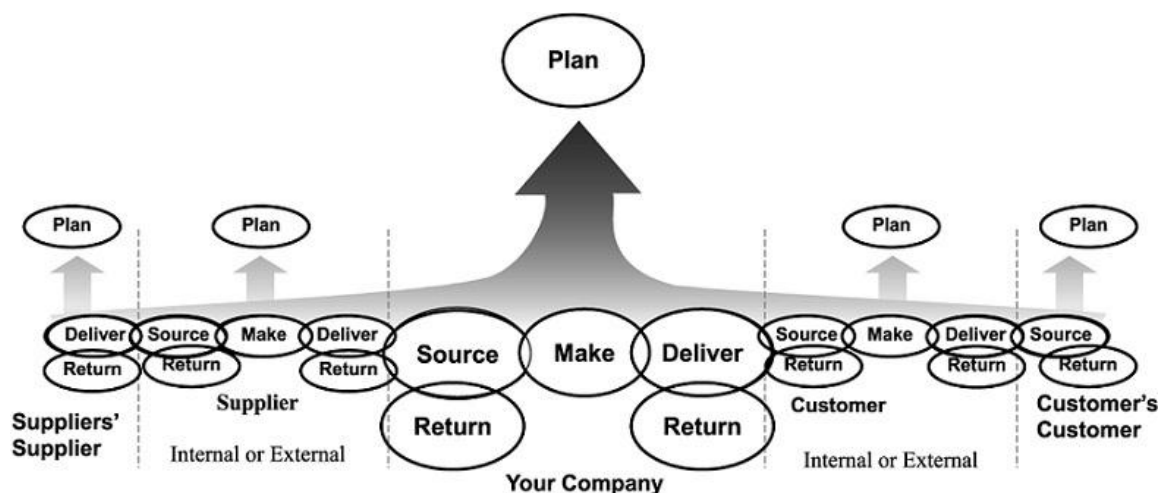 Plan
Plan
Plan
Plan
Plan
Deliver
Source
Make
Deliver
Source
Make
Deliver
Source
Make
Deliver
Source
Return
Return
Return
Return
Return
Return
Return
Return
Suppliers'
Supplier
Supplier
Internal or External
Your Company
Customer
Internal or External
Customer's
Customer